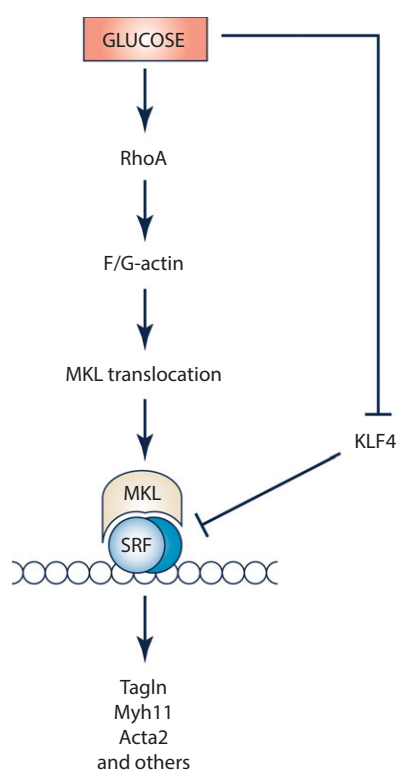 GLUCOSE
RhoA
F/G-actin
MKL translocation
KLF4
MKL
SRF
Tagln
Myh11
Acta2
and others